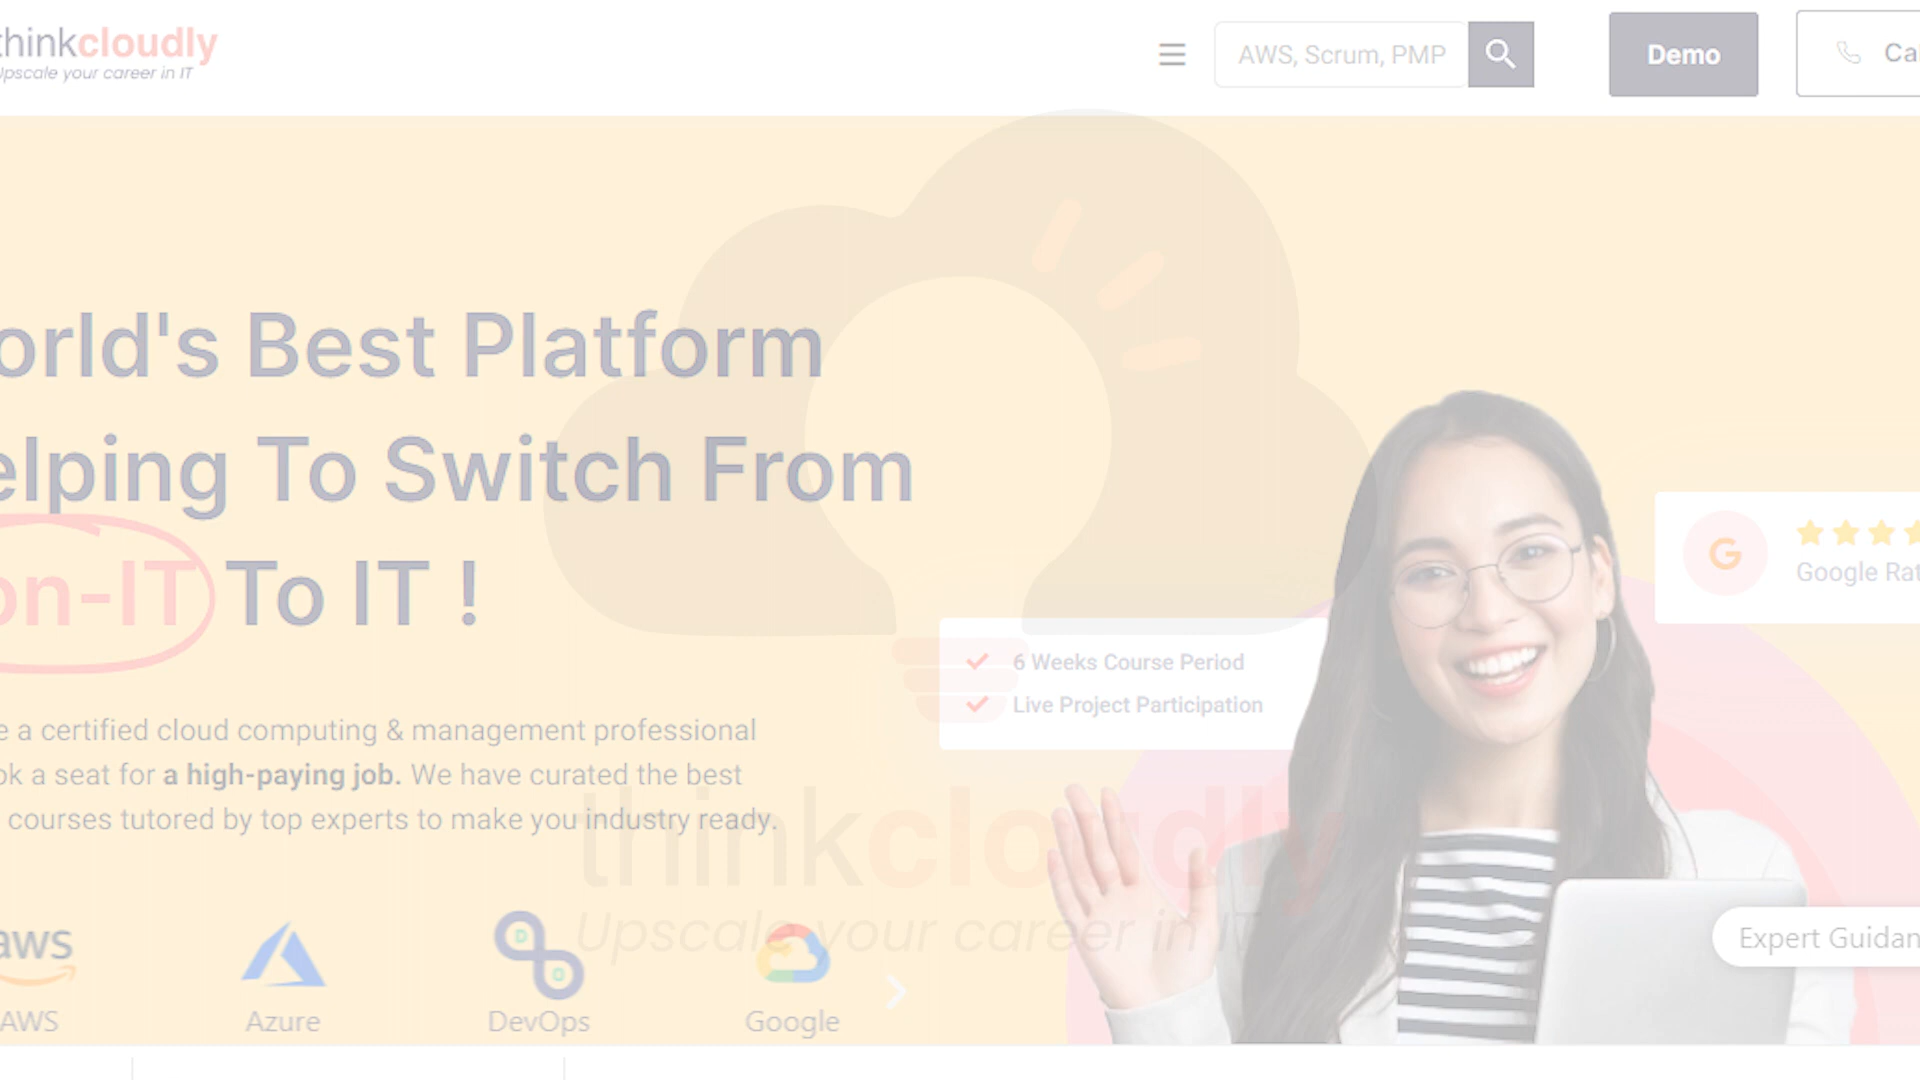 thinkcloudly
Upscale your career in IT
AWS, Scrum, PMP
Demo
orld's Best Platform
elping To Switch From
on-IT To IT !
6 Weeks Course Period
Live Project Participation
G
Google Rat
e a certified cloud computing & management professional
ok a seat for a high-paying job. We have curated the best
courses tutored by top experts to make you industry ready.
thinkcloudly
Upscale your career in IT
aws
AWS
Azure
D
D
DevOps
Google
Expert Guidan